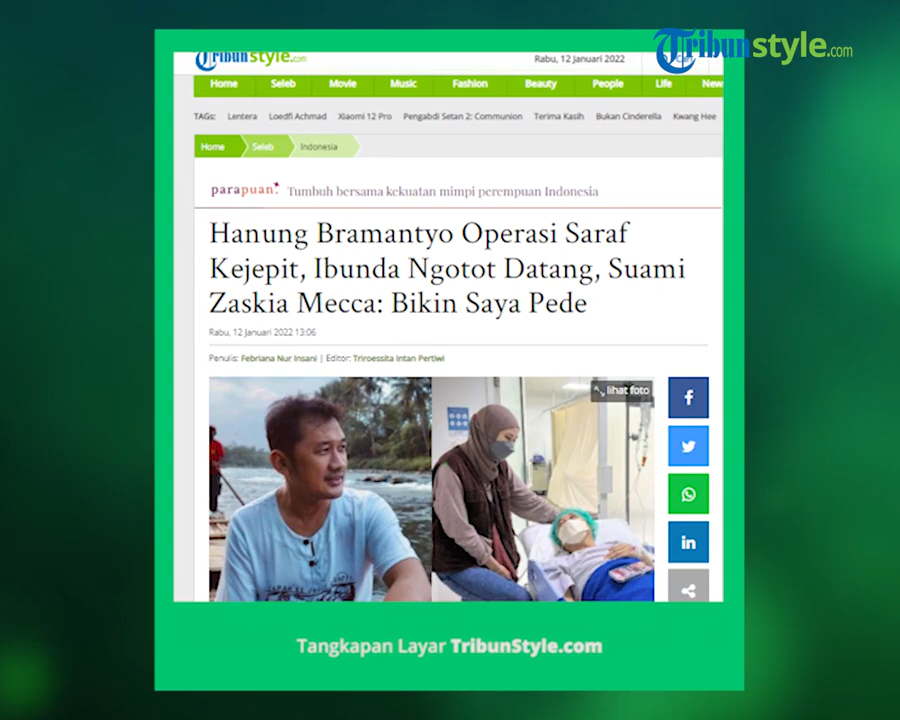 Tribunstyle.com
Tribunstyle.com
Rabu, 12 Januari 2022
Home Seleb Movie Music Fashion Beauty People Life New
TAGs: Lentera Loedfi Achmad Xiaomi 12 Pro Pengabdi Setan 2: Communion Terima Kasih Bukan Cinderella Kwang Hee
Home Seleb Indonesia
parapuan. Tumbuh bersama kekuatan mimpi perempuan Indonesia
Hanung Bramantyo Operasi Saraf
Kejepit, Ibunda Ngotot Datang, Suami
Zaskia Mecca: Bikin Saya Pede
Rabu, 12 Januari 2022 13:06
Penulis: Febriana Nur Insani | Editor: Triroessita Intan Pertiwi
lihat foto
Tangkapan Layar TribunStyle.com